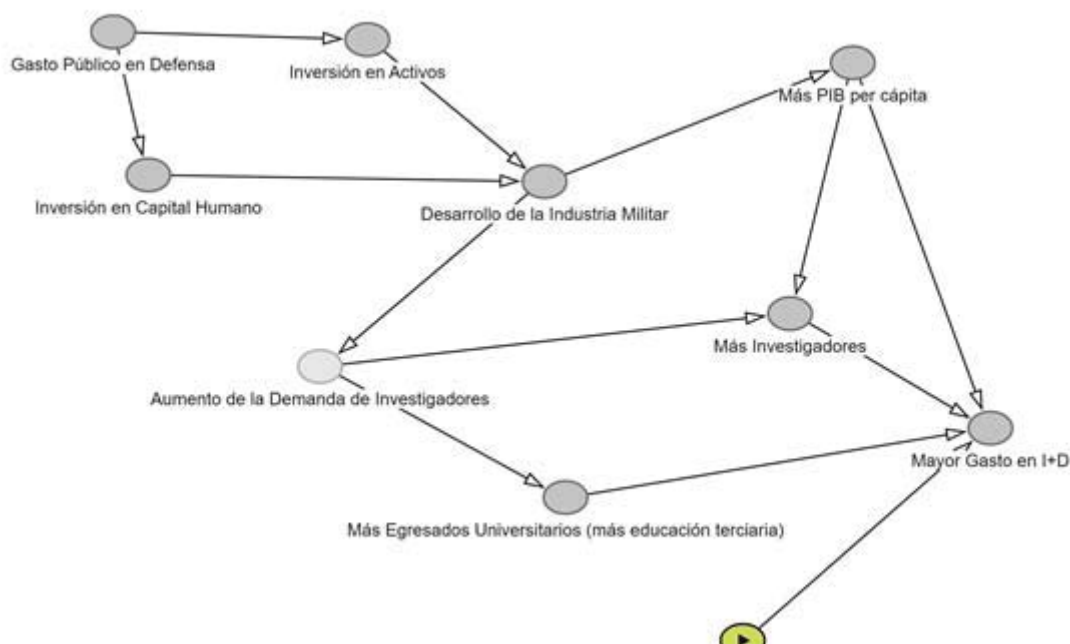 Gasto Público en Defensa
Inversión en Activos
Más PIB per cápita
Inversión en Capital Humano
Desarrollo de la Industria Militar
Más Investigadores
Aumento de la Demanda de Investigadores
Mayor Gasto en I+D
Más Egresados Universitarios (más educación terciaria)